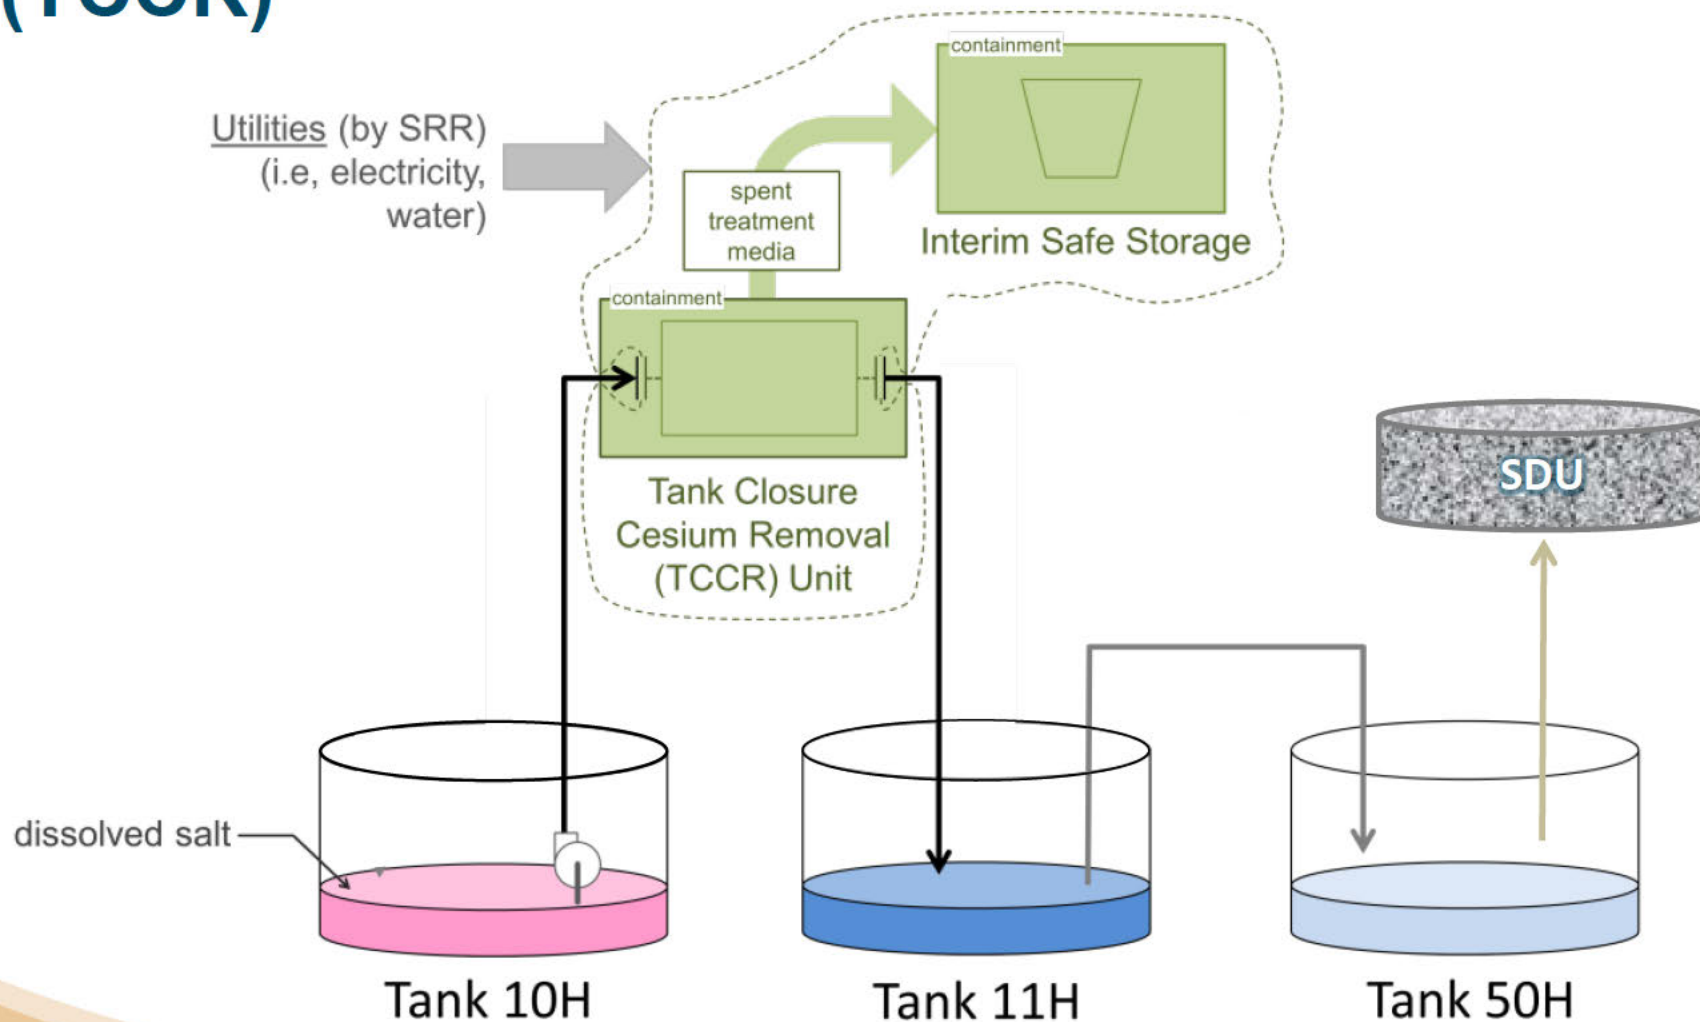 (TCCR)
containment
Utilities (by SRR)
(i.e, electricity,
water)
spent
treatment
media
Interim Safe Storage
containment
Tank Closure
Cesium Removal
(TCCR) Unit
SDU
dissolved salt
Tank 10H
Tank 11H
Tank 50H